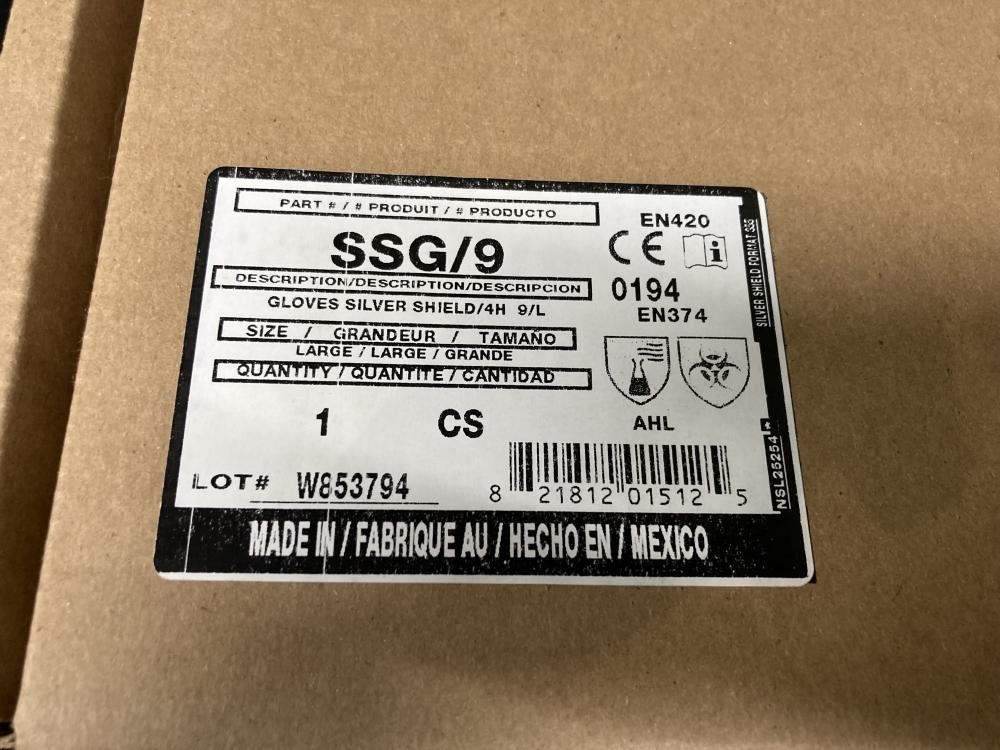 PART # / # PRODUIT / # PRODUCTO
SSG/9
DESCRIPTION/DESCRIPTION/DESCRIPCION
GLOVES SILVER SHIELD/4H 9/L
SIZE / GRANDEUR / TAMAÑO
LARGE / LARGE / GRANDE
QUANTITY / QUANTITE / CANTIDAD
1 CS
LOT# W853794
EN420
CE
i
0194
EN374
AHL
8 21812 01512 5
MADE IN / FABRIQUE AU / HECHO EN / MEXICO
SILVER SHIELD FORMAT S55
NSL25254